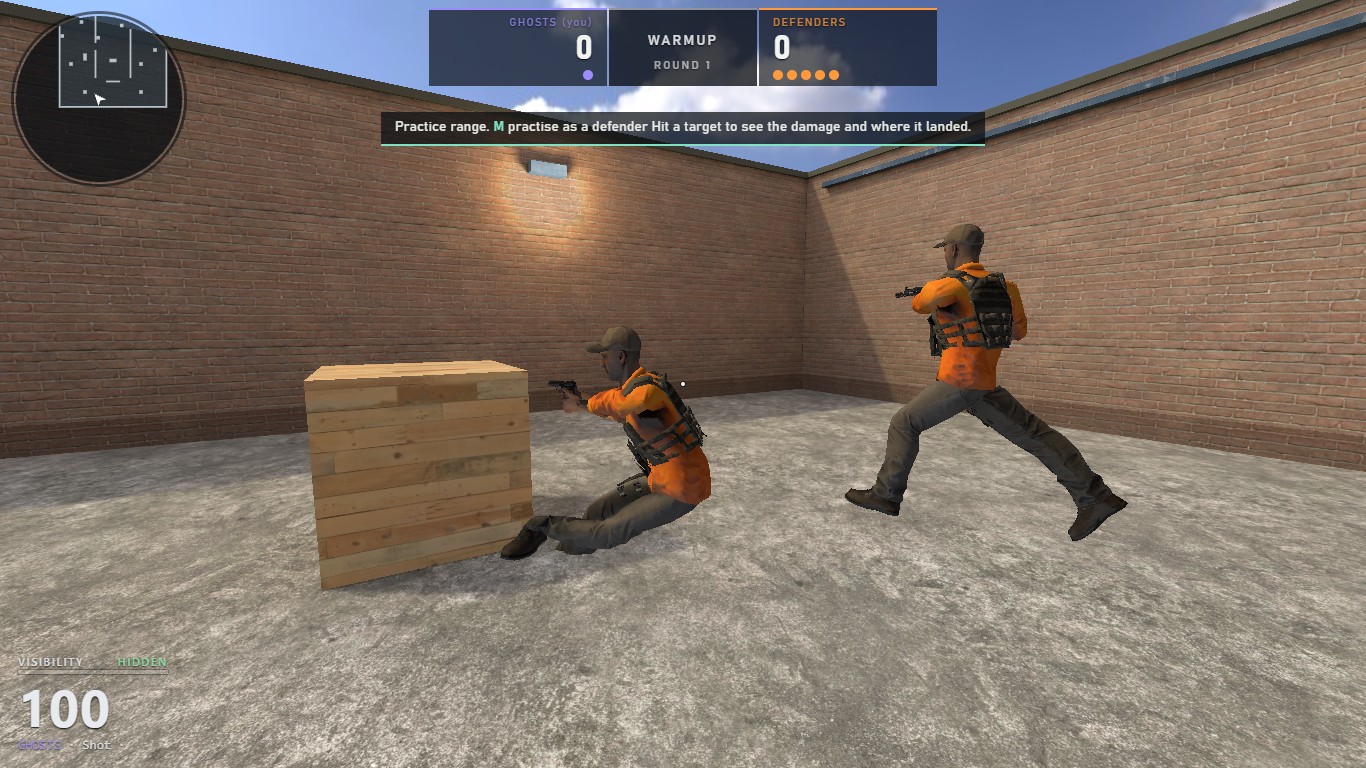 GHOSTS (you)
0
WARMUP
ROUND 1
DEFENDERS
0
Practice range. M practise as a defender Hit a target to see the damage and where it landed.
VISIBILITY HIDDEN
100
GHOSTS · Shot